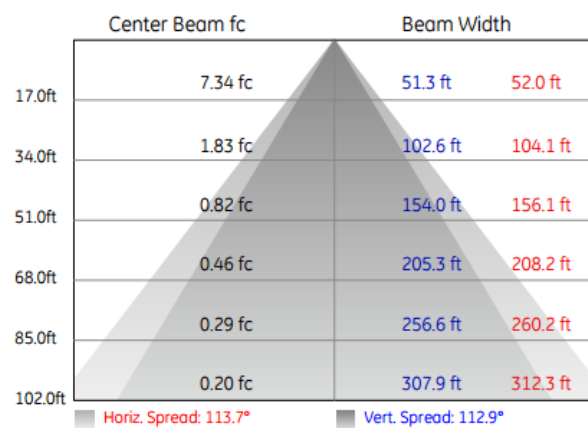 Center Beam fc Beam Width
7.34 fc 51.3 ft 52.0 ft
17.0ft
1.83 fc 102.6 ft 104.1 ft
34.0ft
0.82 fc 154.0 ft 156.1 ft
51.0ft
0.46 fc 205.3 ft 208.2 ft
68.0ft
0.29 fc 256.6 ft 260.2 ft
85.0ft
0.20 fc 307.9 ft 312.3 ft
102.0ft
Horiz. Spread: 113.7° Vert. Spread: 112.9°